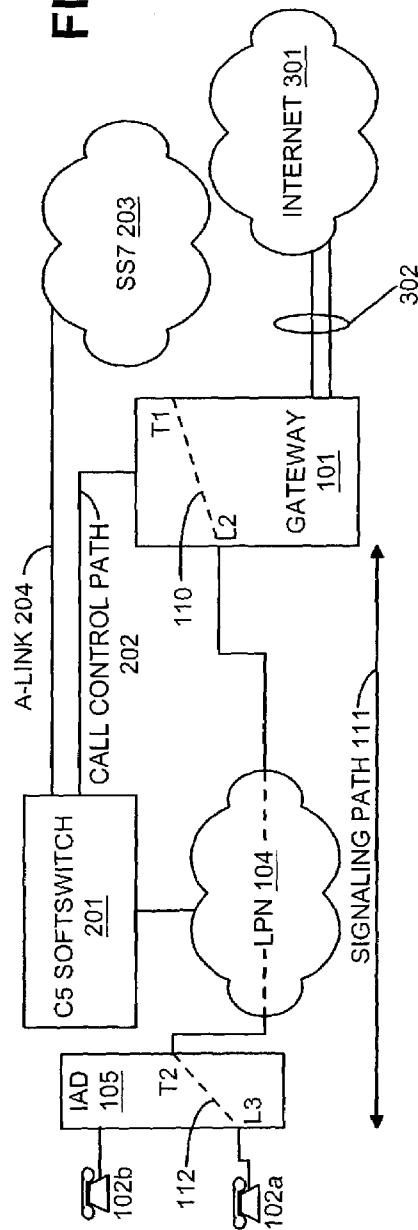 SS7 203
INTERNET 301
302
A-LINK 204
CALL CONTROL PATH
202
T1
110
L2
GATEWAY
101
C5 SOFTSWITCH
201
LPN 104
SIGNALING PATH 111
IAD
105
T2
112
L3
102b
102a